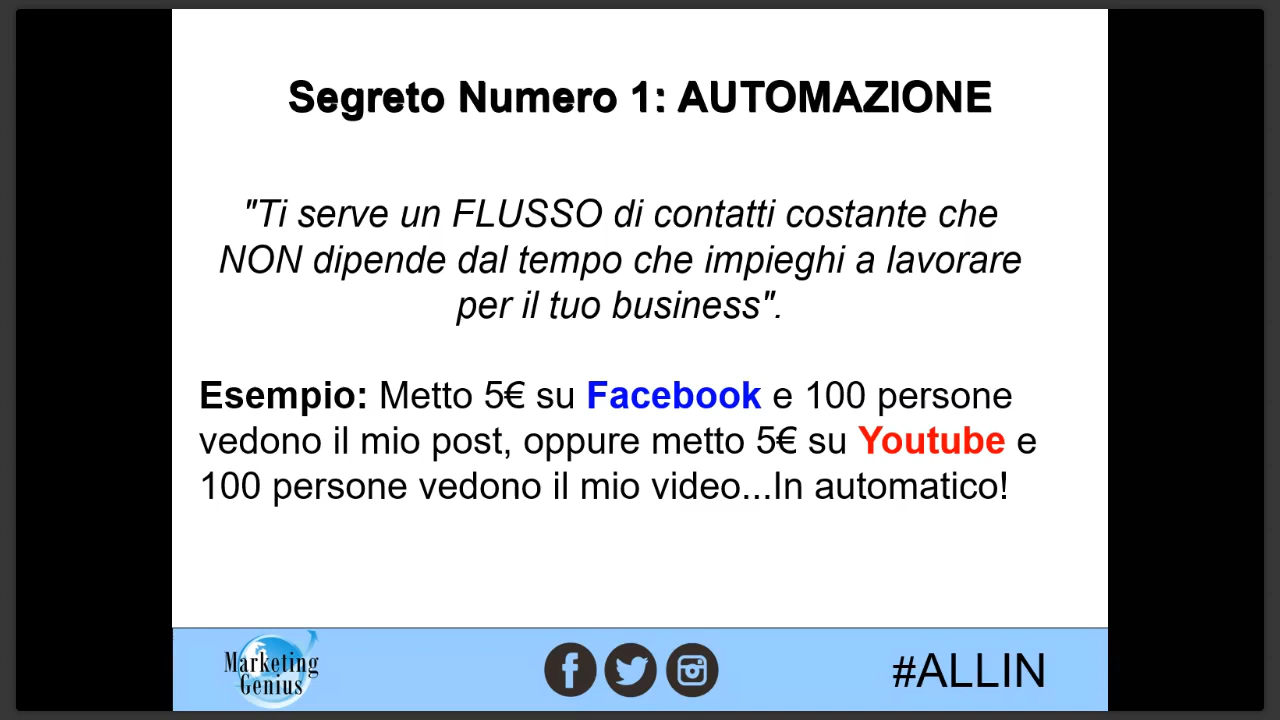 Segreto Numero 1: AUTOMAZIONE
"Ti serve un FLUSSO di contatti costante che
NON dipende dal tempo che impieghi a lavorare
per il tuo business".
Esempio: Metto 5€ su Facebook e 100 persone
vedono il mio post, oppure metto 5€ su Youtube e
100 persone vedono il mio video...In automatico!
Marketing
Genius
#ALLIN